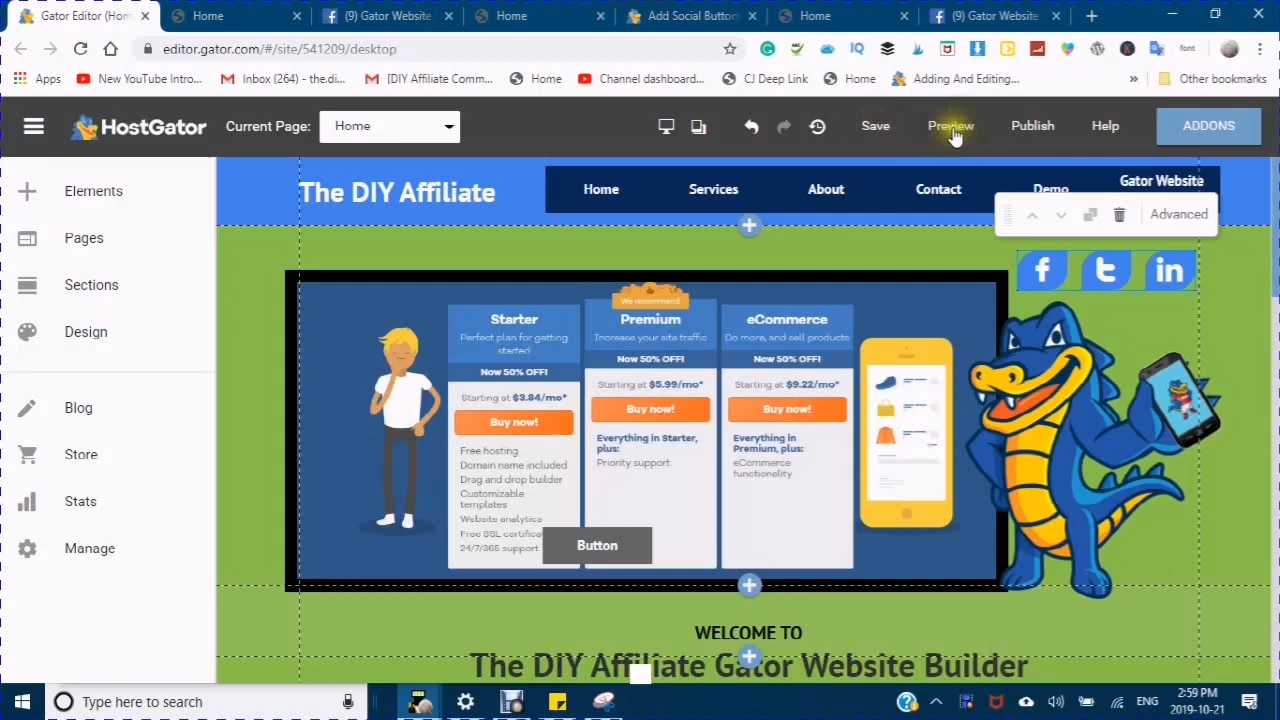 Gator Editor (Hom
Home
(9) Gator Website
Home
Add Social Button
Home
(9) Gator Website
editor.gator.com/#/site/541209/desktop
IQ
font
Apps
New YouTube Intro...
Inbox (264) - the.di...
[DIY Affiliate Comm...
Home
Channel dashboard...
CJ Deep Link
Home
Adding And Editing...
»
Other bookmarks
HostGator
Current Page:
Home
Save
Preview
Publish
Help
ADDONS
Elements
Pages
Sections
Design
Blog
Store
Stats
Manage
The DIY Affiliate
Home
Services
About
Contact
Demo
Gator Website
Advanced
f
t
in
We recommend
Starter
Perfect plan for getting
started
Now 50% OFF!
Starting at $3.84/mo*
Buy now!
Free hosting
Domain name included
Drag and drop builder
Customizable
templates
Website analytics
Free SSL certifica
24/7/365 support
Premium
Increase your site traffic
Now 50% OFF!
Starting at $5.99/mo*
Buy now!
Everything in Starter,
plus:
Priority support
eCommerce
Do more, and sell products
Now 50% OFF!
Starting at $9.22/mo*
Buy now!
Everything in
Premium, plus:
eCommerce
functionality
Button
WELCOME TO
The DIY Affiliate Gator Website Builder
Type here to search
ENG
2:59 PM
2019-10-21